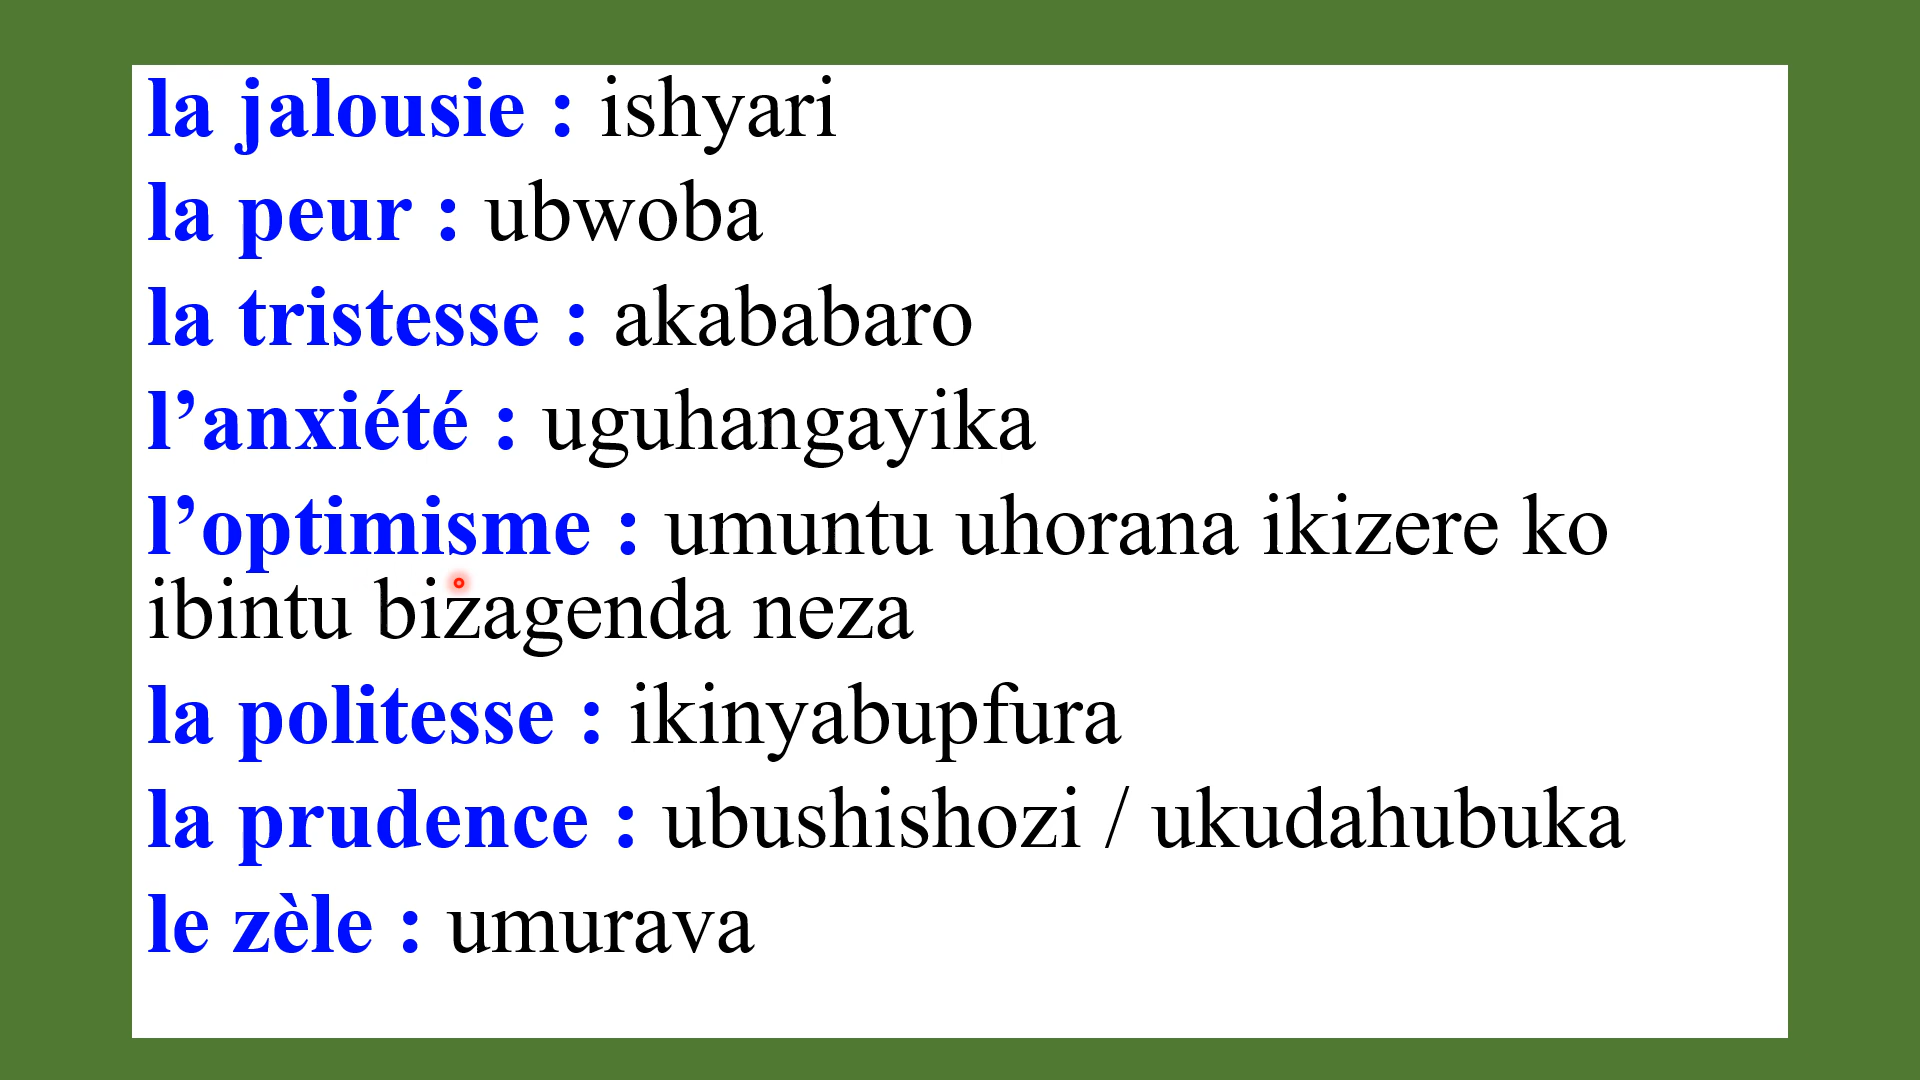 la jalousie : ishyari
la peur : ubwoba
la tristesse : akababaro
l’anxiété : uguhangayika
l’optimisme : umuntu uhorana ikizere ko
ibintu bizagenda neza
la politesse : ikinyabupfura
la prudence : ubushishozi / ukudahubuka
le zèle : umurava